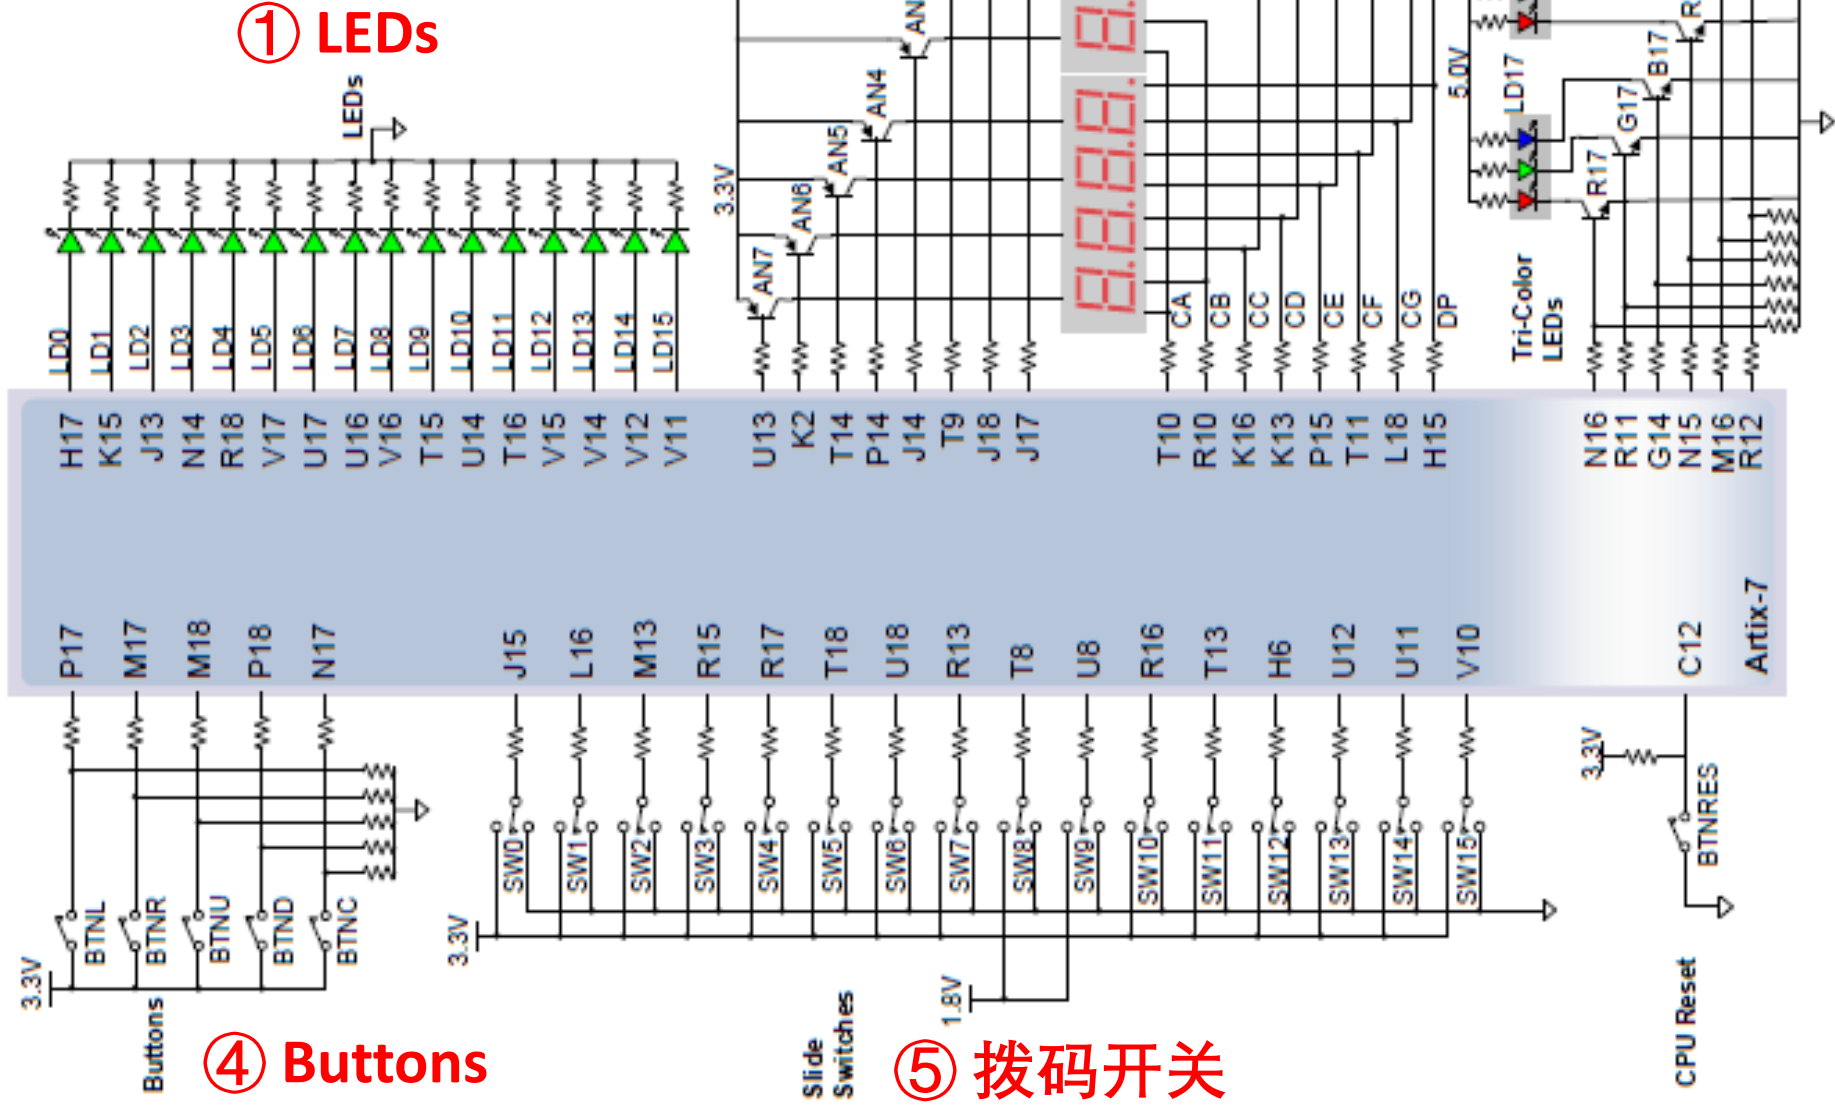 ① LEDs
LEDs
LD0 LD1 LD2 LD3 LD4 LD5 LD6 LD7 LD8 LD9 LD10 LD11 LD12 LD13 LD14 LD15
3.3V
AN7 AN6 AN5 AN4 AN
CA CB CC CD CE CF CG DP
5.0V
LD17
R17 G17 B17 R
Tri-Color
LEDs
H17 K15 J13 N14 R18 V17 U17 U16 V16 T15 U14 T16 V15 V14 V12 V11
U13 K2 T14 P14 J14 T9 J18 J17
T10 R10 K16 K13 P15 T11 L18 H15
N16 R11 G14 N15 M16 R12
P17 M17 M18 P18 N17
J15 L16 M13 R15 R17 T18 U18 R13 T8 U8 R16 T13 H6 U12 U11 V10
C12
Artix-7
3.3V
BTNL BTNR BTNU BTND BTNC
Buttons
④ Buttons
3.3V
SW0 SW1 SW2 SW3 SW4 SW5 SW6 SW7 SW8 SW9 SW10 SW11 SW12 SW13 SW14 SW15
1.8V
Slide
Switches
⑤ 拨码开关
3.3V
BTNRES
CPU Reset